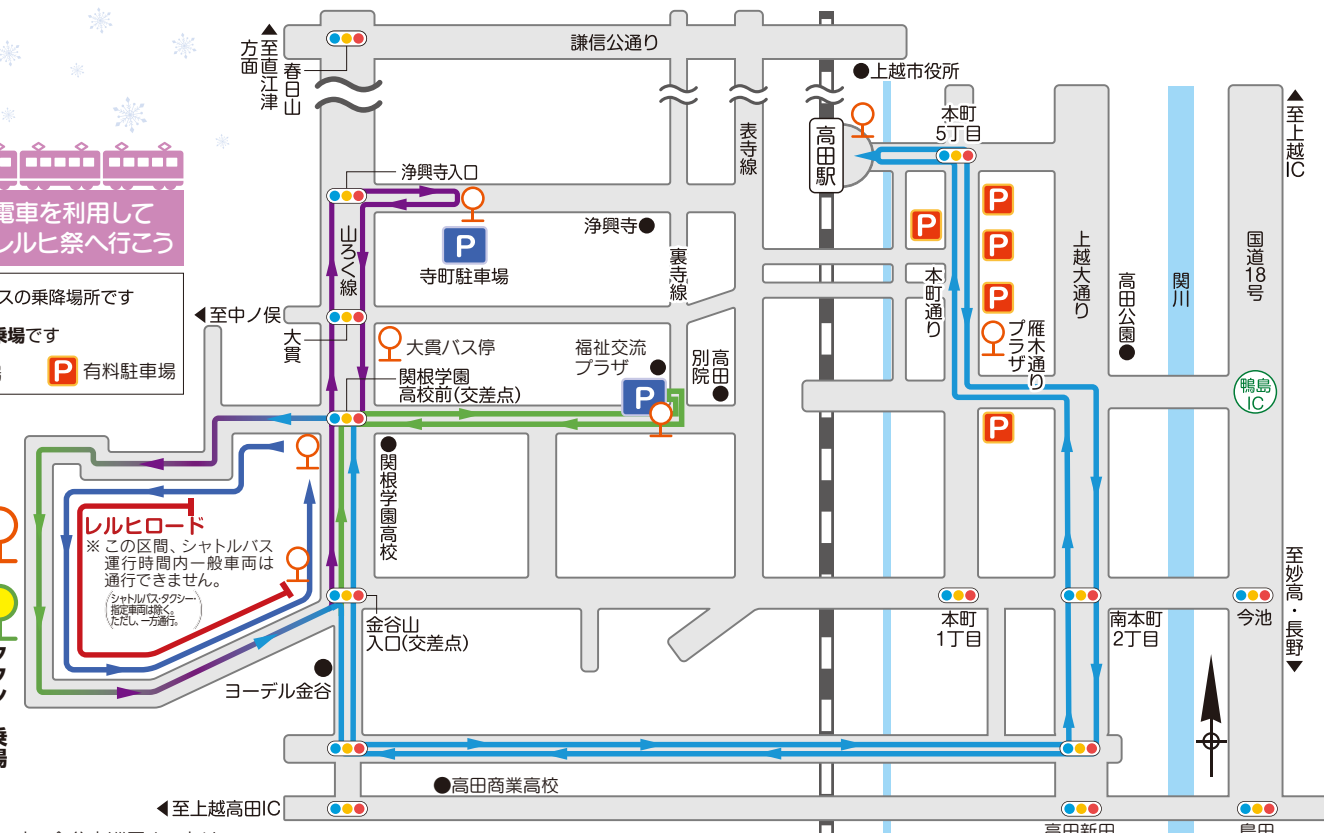 謙信公通り
▲至直江津方面
春日山
●上越市役所
本町
5丁目
▲至上越IC
高田駅
表寺線
浄興寺入口
電車を利用して
レルヒ祭へ行こう
山ろく線
P
寺町駐車場
浄興寺●
裏寺線
P
P
P
P
本町通り
上越大通り
高田公園●
関川
国道18号
スの乗降場所です
乗場です
P 有料駐車場
◀至中ノ俣
大貫
大貫バス停
関根学園
高校前(交差点)
福祉交流
プラザ
●
P
高田別院●
雁木通り
プラザ
鴨島
IC
P
●関根学園高校
レルヒロード
※この区間、シャトルバス
運行時間内一般車両は
通行できません。
(シャトルバス・タクシー・
指定車両は除く。
ただし、一方通行。)
金谷山
入口(交差点)
ヨーデル金谷
本町
1丁目
南本町
2丁目
今池
至妙高・長野▼
●高田商業高校
◀至上越高田IC
高田新田
島田